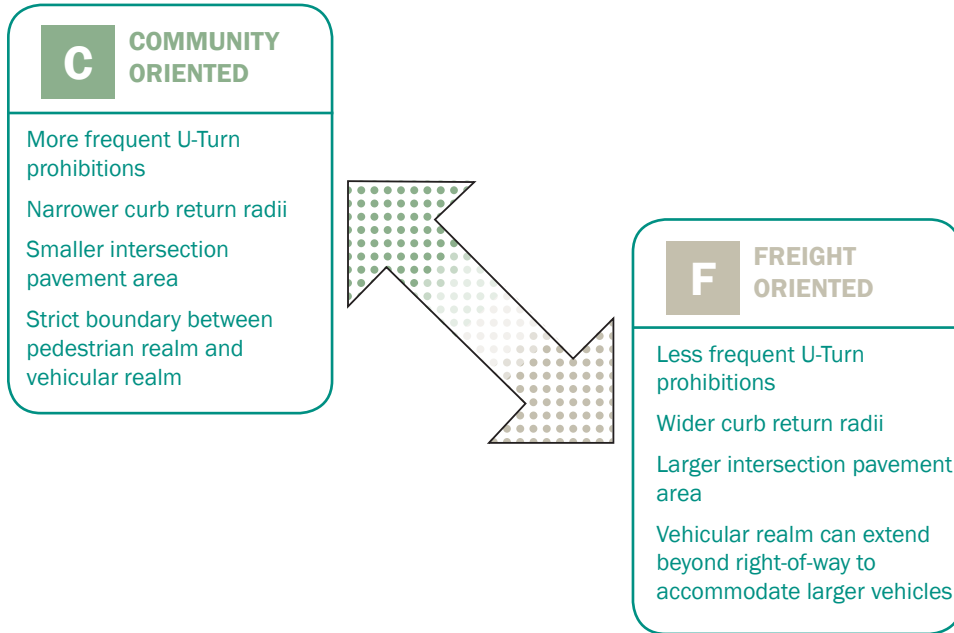 C
COMMUNITY
ORIENTED
More frequent U-Turn
prohibitions
Narrower curb return radii
Smaller intersection
pavement area
Strict boundary between
pedestrian realm and
vehicular realm
F
FREIGHT
ORIENTED
Less frequent U-Turn
prohibitions
Wider curb return radii
Larger intersection pavement
area
Vehicular realm can extend
beyond right-of-way to
accommodate larger vehicles